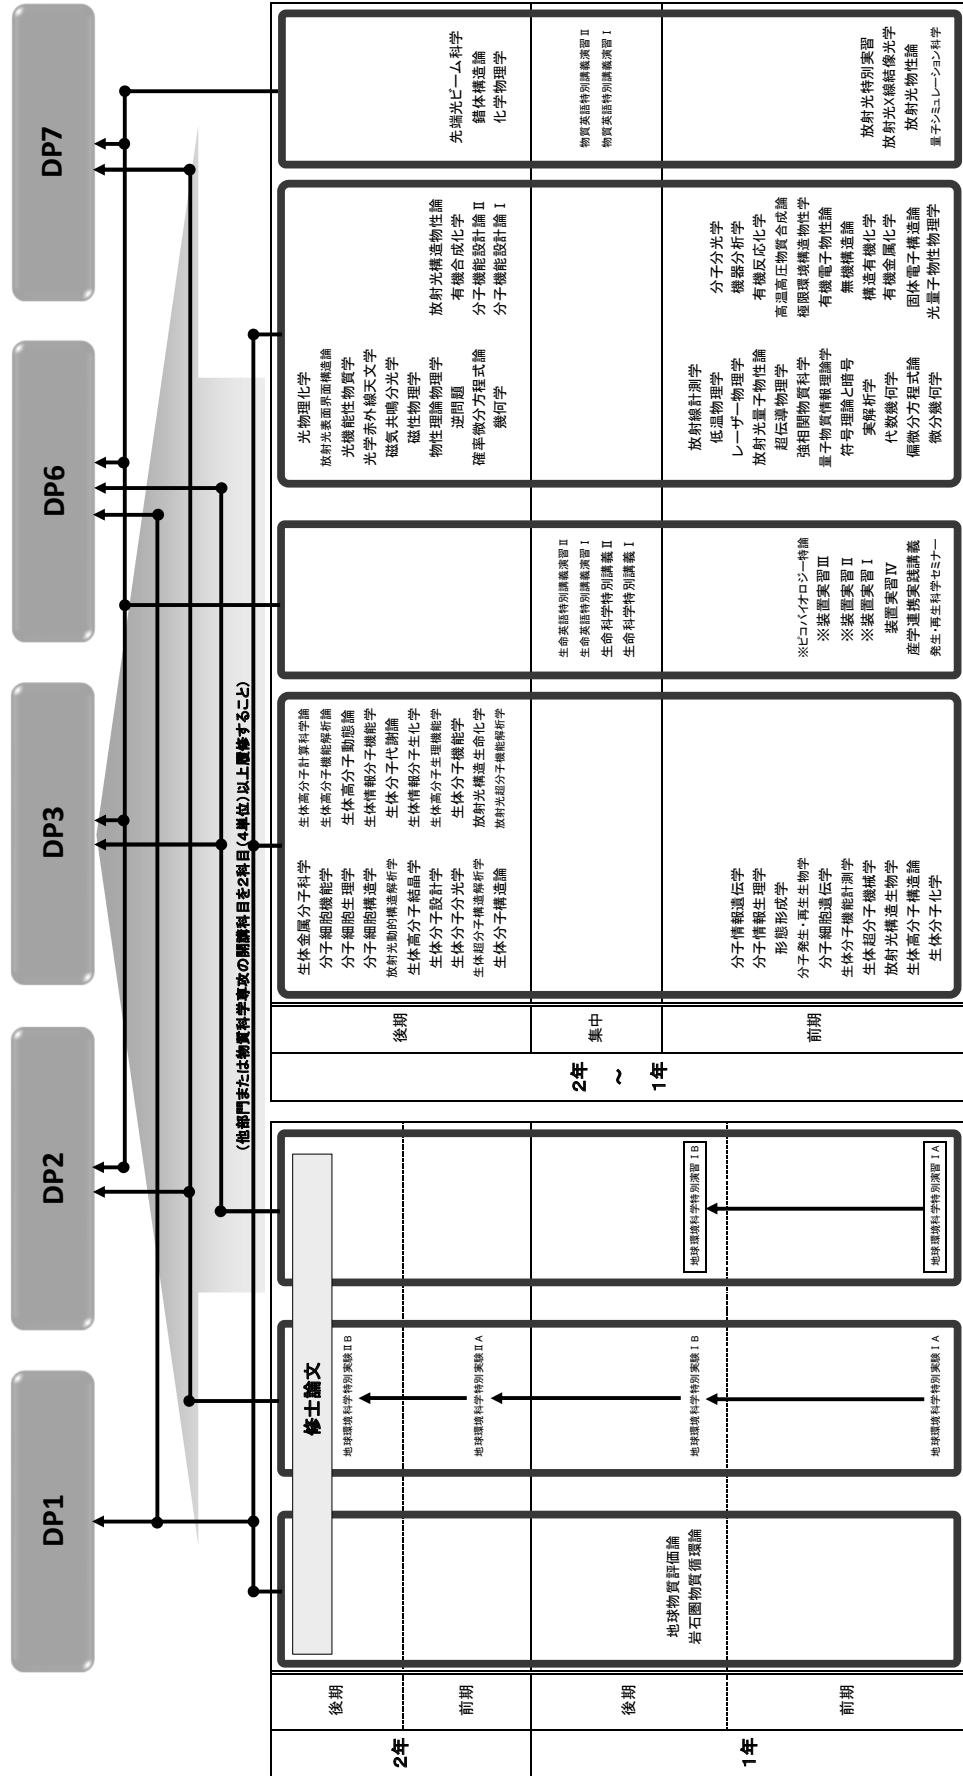 DP1
DP2
DP3
DP6
DP7
(他部門または物質科学専攻の開講科目を2科目(4単位)以上履修すること)
2年
後期
前期
1年
後期
前期
修士論文
地球物質評価論
岩石圏物質循環論
地球環境科学特別実験ⅡB
地球環境科学特別実験ⅡA
地球環境科学特別実験ⅠB
地球環境科学特別実験ⅠA
地球環境科学特別演習ⅠB
地球環境科学特別演習ⅠA
2年
~
1年
後期
集中
前期
生体金属分子科学
分子細胞機能学
分子細胞生理学
分子細胞構造学
放射光動的構造解析学
生体高分子結晶学
生体分子設計学
生体分子分光学
生体超分子構造解析学
生体分子構造論
生体高分子計算科学論
生体高分子機能解析論
生体高分子動態論
生体情報分子機能学
生体分子代謝論
生体情報分子生化学
生体高分子生理機能学
生体分子機能学
放射光構造生命化学
放射光超分子機能解析学
分子情報遺伝学
分子情報生理学
形態形成学
分子発生・再生生物学
分子細胞遺伝学
生体分子機能計測学
生体超分子機械学
放射光構造生物学
生体高分子構造論
生体分子化学
生命英語特別講義演習Ⅱ
生命英語特別講義演習Ⅰ
生命科学特別講義Ⅱ
生命科学特別講義Ⅰ
※ピコバイオロジー特論
※装置実習Ⅲ
※装置実習Ⅱ
※装置実習Ⅰ
装置実習Ⅳ
産学連携実践講義
発生・再生科学セミナー
光物理化学
放射光表面界面構造論
光機能性物質学
光学赤外線天文学
磁気共鳴分光学
磁性物理学
物性理論物理学
逆問題
確率微分方程式論
幾何学
放射光構造物性論
有機合成化学
分子機能設計論Ⅱ
分子機能設計論Ⅰ
放射線計測学
低温物理学
レーザー物理学
放射光量子物性論
超伝導物理学
強相関物質科学
量子物質情報理論学
符号理論と暗号
実解析学
代数幾何学
偏微分方程式論
微分幾何学
分子分光学
機器分析学
有機反応化学
高温高圧物質合成論
極限環境構造物性学
有機電子物性論
無機構造論
構造有機化学
有機金属化学
固体電子構造論
光量子物性物理学
先端光ビーム科学
錯体構造論
化学物理学
物質英語特別講義演習Ⅱ
物質英語特別講義演習Ⅰ
放射光特別実習
放射光X線結像光学
放射光物性論
量子シミュレーション科学